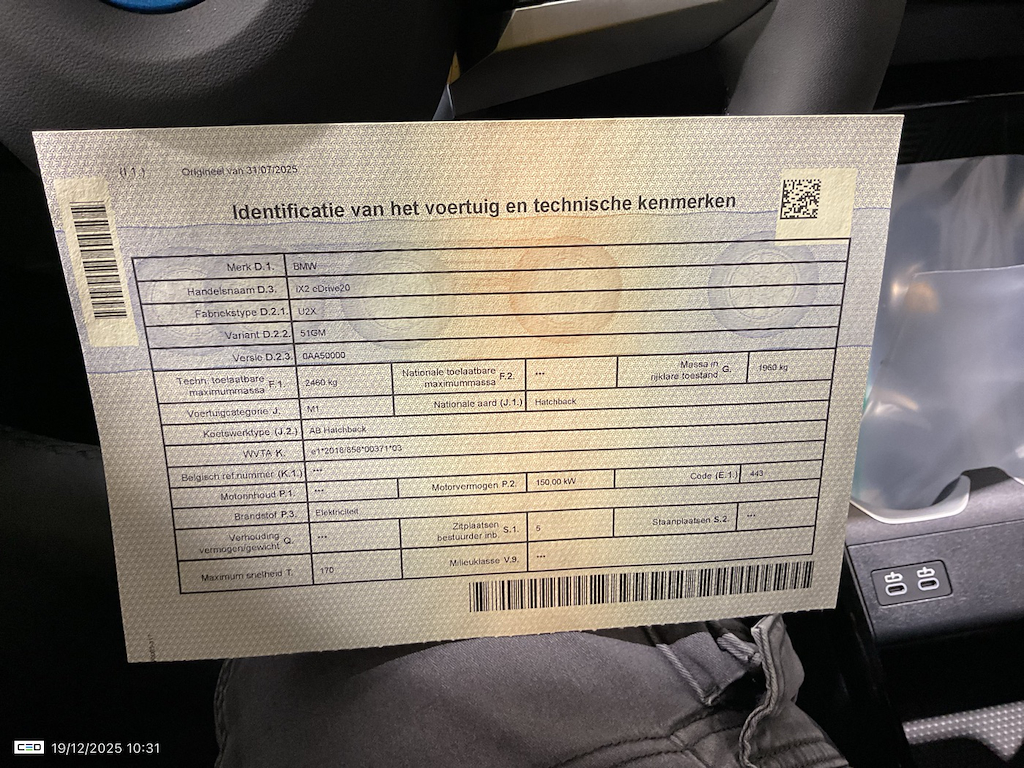 (I.1.) Origineel van 31/07/2025
Identificatie van het voertuig en technische kenmerken
Merk D.1. BMW
Handelsnaam D.3. iX2 eDrive20
Fabriekstype D.2.1. U2X
Variant D.2.2. 51GM
Versie D.2.3. 0AA50000
Techn. toelaatbare maximummassa F.1. 2460 kg Nationale toelaatbare maximummassa F.2. *** Massa in rijklare toestand G. 1960 kg
Voertuigcategorie J. M1 Nationale aard (J.1.) Hatchback
Koetswerktype (J.2.) AB Hatchback
WVTA K. e1*2018/858*00371*03
Belgisch ref.nummer (K.1.) ***
Motorinhoud P.1. *** Motorvermogen P.2. 150,00 kW Code (E.1.) 443
Brandstof P.3. Elektriciteit
Verhouding vermogen/gewicht Q. *** Zitplaatsen bestuurder inb. S.1. 5 Staanplaatsen S.2. ***
Maximum snelheid T. 170 Milieuklasse V.9. ***
CED 19/12/2025 10:31